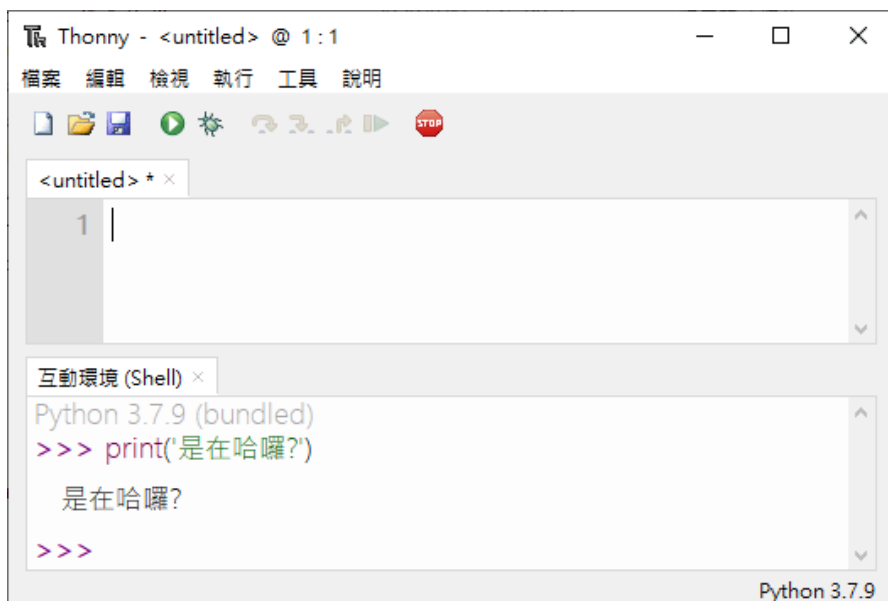 Thonny - <untitled> @ 1:1
檔案 編輯 檢視 執行 工具 說明
STOP
<untitled> * ×
1
互動環境 (Shell) ×
Python 3.7.9 (bundled)
>>> print('是在哈囉?')
是在哈囉?
>>>
Python 3.7.9